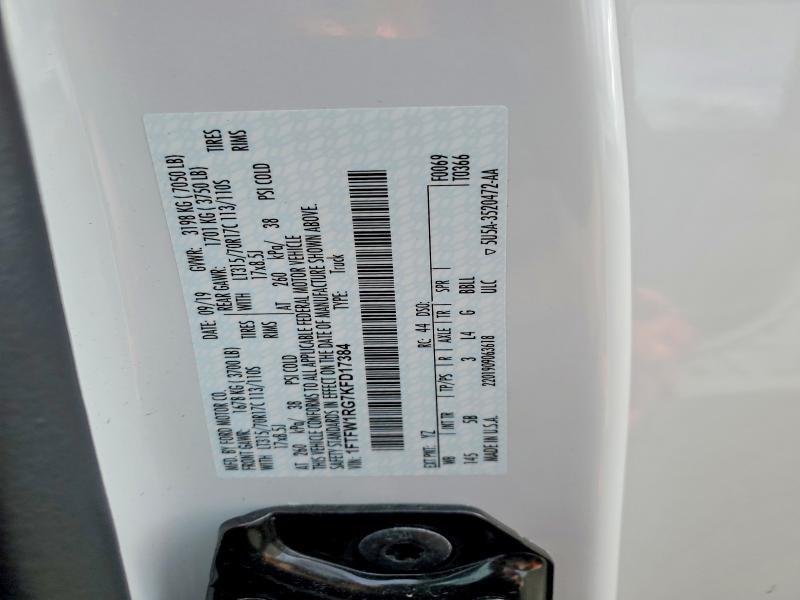 MFD. BY FORD MOTOR CO. DATE: 09/19 GVWR: 3198 KG ( 7050 LB)
FRONT GAWR: 1678 KG ( 3700 LB) REAR GAWR: 1701 KG ( 3750 LB)
LT315/70R17C 113/110S TIRES WITH LT315/70R17C 113/110S TIRES
17x8.5J RIMS 17x8.5J RIMS
AT 260 kPa/ 38 PSI COLD AT 260 kPa/ 38 PSI COLD
THIS VEHICLE CONFORMS TO ALL APPLICABLE FEDERAL MOTOR VEHICLE
SAFETY STANDARDS IN EFFECT ON THE DATE OF MANUFACTURE SHOWN ABOVE.
VIN: 1FTFW1RG7KFD17384 TYPE: Truck
F0069
EXT PNT: YZ RC: 44 DSO: T0366
WB INT TR TP/PS R AXLE TR SPR
145 5B 3 L4 G BBLL
MADE IN U.S.A. 2201909063618 ULC ▽ 5U5A-3520472-AA